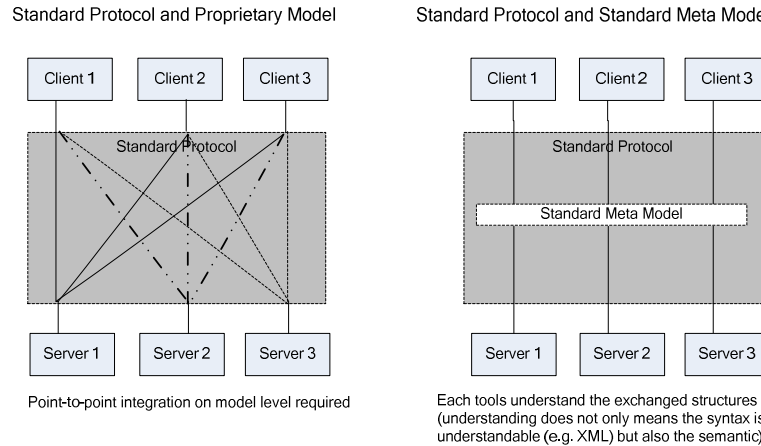 Standard Protocol and Proprietary Model
Client 1
Client 2
Client 3
Standard Protocol
Server 1
Server 2
Server 3
Point-to-point integration on model level required
Standard Protocol and Standard Meta Mode
Client 1
Client 2
Client 3
Standard Protocol
Standard Meta Model
Server 1
Server 2
Server 3
Each tools understand the exchanged structures
(understanding does not only means the syntax is
understandable (e.g. XML) but also the semantic)